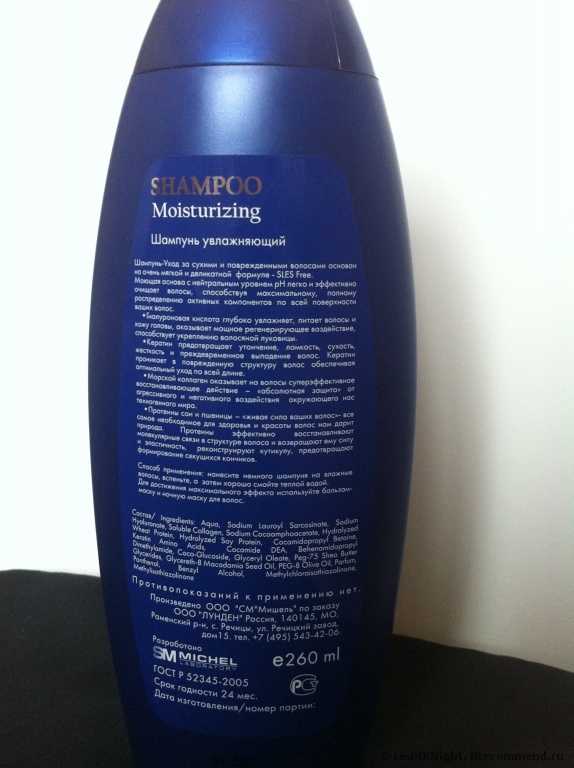 SHAMPOO
Moisturizing
Шампунь увлажняющий
Шампунь-Уход за сухими и поврежденными волосами основан
на очень мягкой и деликатной формуле - SLES Free.
Моющая основа с нейтральным уровнем pH легко и эффективно
очищает волосы, способствуя максимальному, полному
распределению активных компонентов по всей поверхности
ваших волос.
•Гиалуроновая кислота глубоко увлажняет, питает волосы и
кожу головы, оказывает мощное регенерирующее воздействие,
способствует укреплению волосяной луковицы.
•Кератин предотвращает утончение, ломкость, сухость,
жесткость и преждевременное выпадение волос. Кератин
проникает в поврежденную структуру волос обеспечивая
оптимальный уход по всей длине.
•Морской коллаген оказывает на волосы суперэффективное
восстанавливающее действие – «абсолютная защита» от
агрессивного и негативного воздействия окружающего нас
техногенного мира.
•Протеины сои и пшеницы – «живая сила ваших волос»- все
самое необходимое для здоровья и красоты волос нам дарит
природа. Протеины эффективно восстанавливают
молекулярные связи в структуре волоса и возвращают ему силу
и эластичность, реконструируют кутикулу, предотвращают
формирование секущихся кончиков.
Способ применения: нанесите немного шампуня на влажные
волосы, вспеньте, а затем хорошо смойте теплой водой.
Для достижения максимального эффекта используйте бальзам-
маску и ночную маску для волос.
Состав/ Ingredients: Aqua, Sodium Lauroyl Sarcosinate, Sodium
Hyaluronate, Soluble Collagen, Sodium Cocoamphoacetate, Hydrolyzed
Wheat Protein, Hydrolyzed Soy Protein, Cocamidopropyl Betaine,
Keratin Amino Acids, Cocamide DEA, Behenamidopropyl
Dimethylamide, Coco-Glucoside, Glyceryl Oleate, Peg-75 Shea Butter
Glycerides, Glycereth-8 Macadamia Seed Oil, PEG-8 Olive Oil, Parfum,
Panthenol, Benzyl Alcohol, Methylchloroisothiazolinone,
Methylisothiazolinone
Противопоказаний к применению нет.
Произведено ООО "СМ"Мишель" по заказу
ООО "ЛУНДЕН" Россия, 140145, МО,
Раменский р-н, с. Речицы, ул. Речицкий завод,
дом15. тел. +7 (495) 543-42-06.
Разработано
SM MICHEL
LABORATORY
e260 ml
ГОСТ Р 52345-2005
Срок годности 24 мес.
Дата изготовления/номер партии:
РСТ